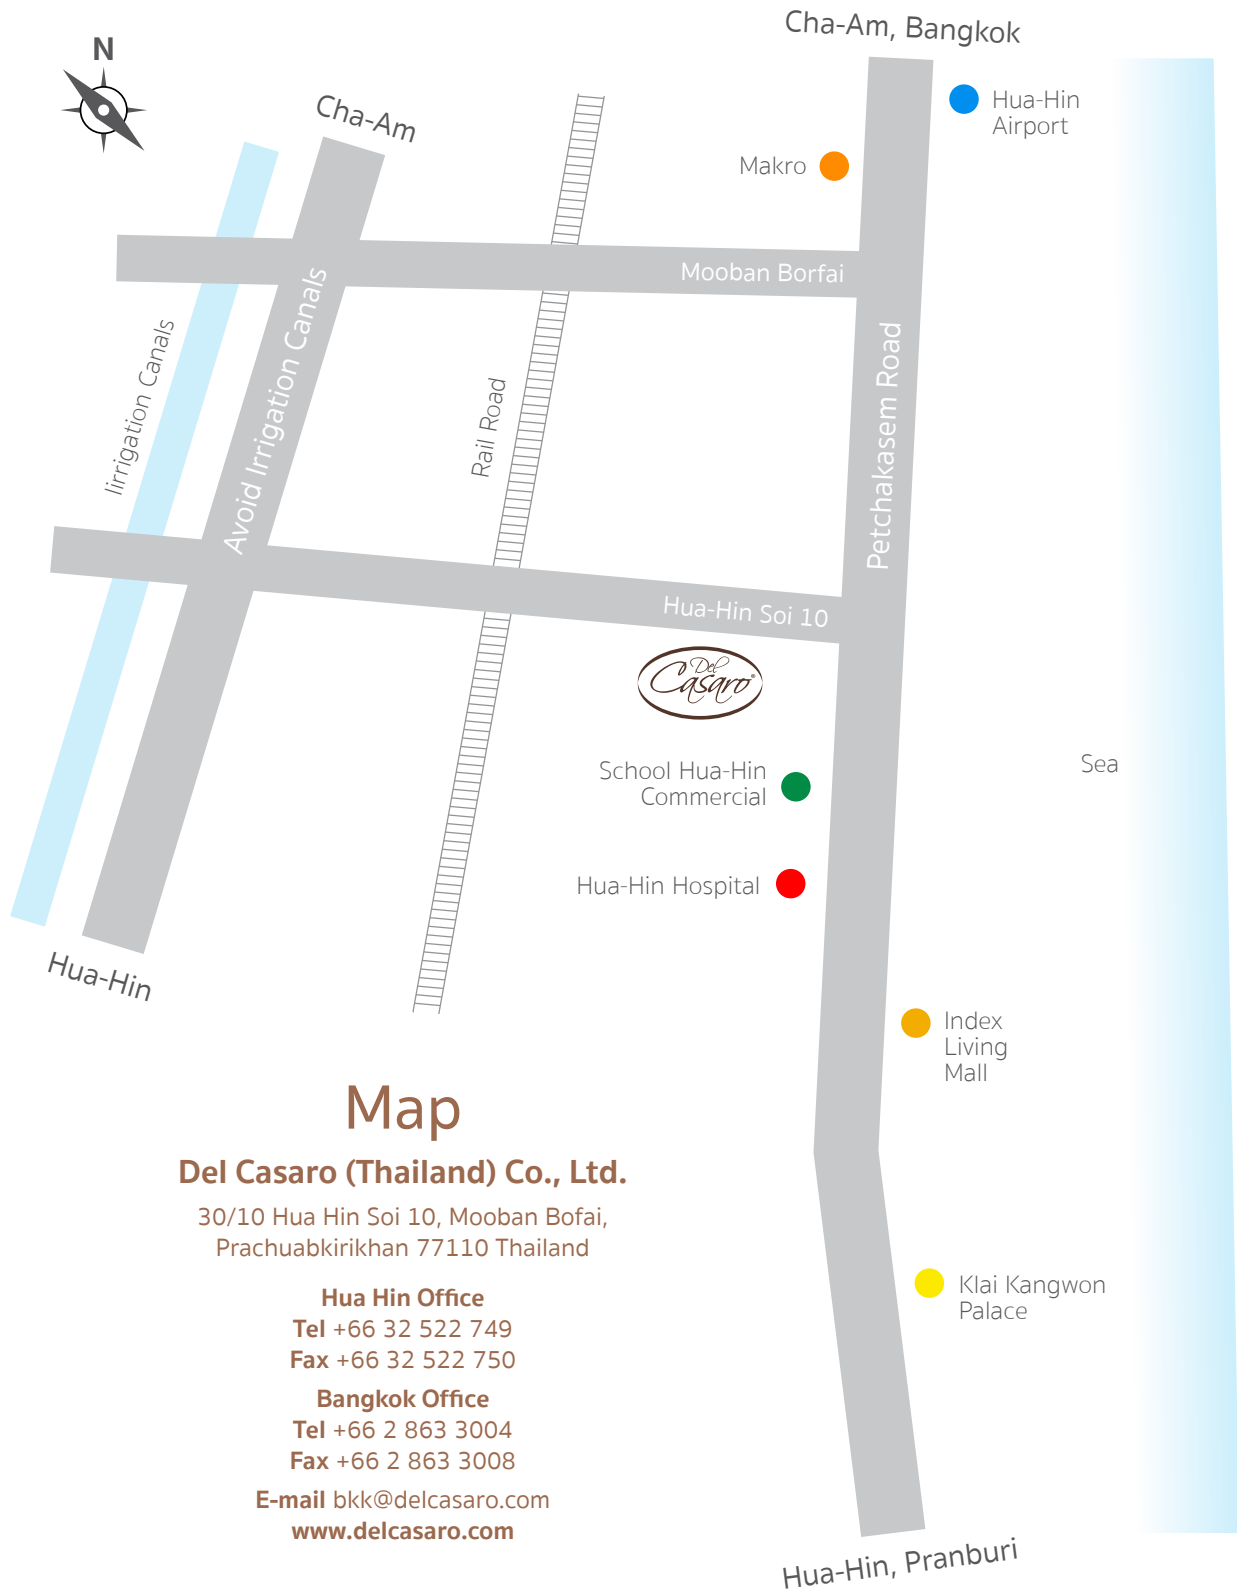 Cha-Am, Bangkok
N
Hua-Hin
Airport
Cha-Am
Makro
Mooban Borfai
Avoid Irrigation Canals
Iirrigation Canals
Petchakasem Road
Rail Road
Hua-Hin Soi 10
Del
Casaro®
School Hua-Hin
Commercial
Sea
Hua-Hin Hospital
Hua-Hin
Index
Living
Mall
Map
Del Casaro (Thailand) Co., Ltd.
30/10 Hua Hin Soi 10, Mooban Bofai,
Prachuabkirikhan 77110 Thailand
Klai Kangwon
Palace
Hua Hin Office
Tel +66 32 522 749
Fax +66 32 522 750
Bangkok Office
Tel +66 2 863 3004
Fax +66 2 863 3008
E-mail bkk@delcasaro.com
www.delcasaro.com
Hua-Hin, Pranburi